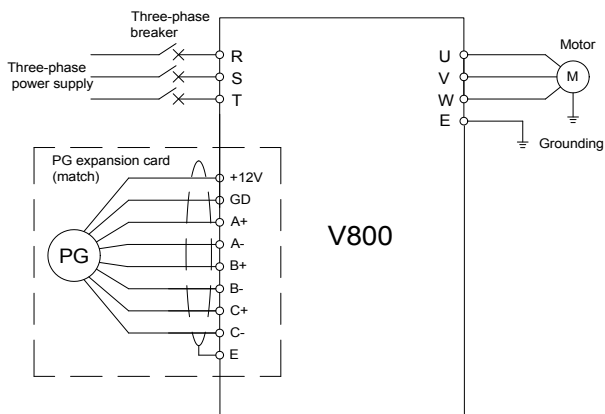 Three-phase
breaker
Three-phase
power supply
R
S
T
U
V
W
E
Motor
M
Grounding
PG expansion card
(match)
PG
+12V
GD
A+
A-
B+
B-
C+
C-
E
V800